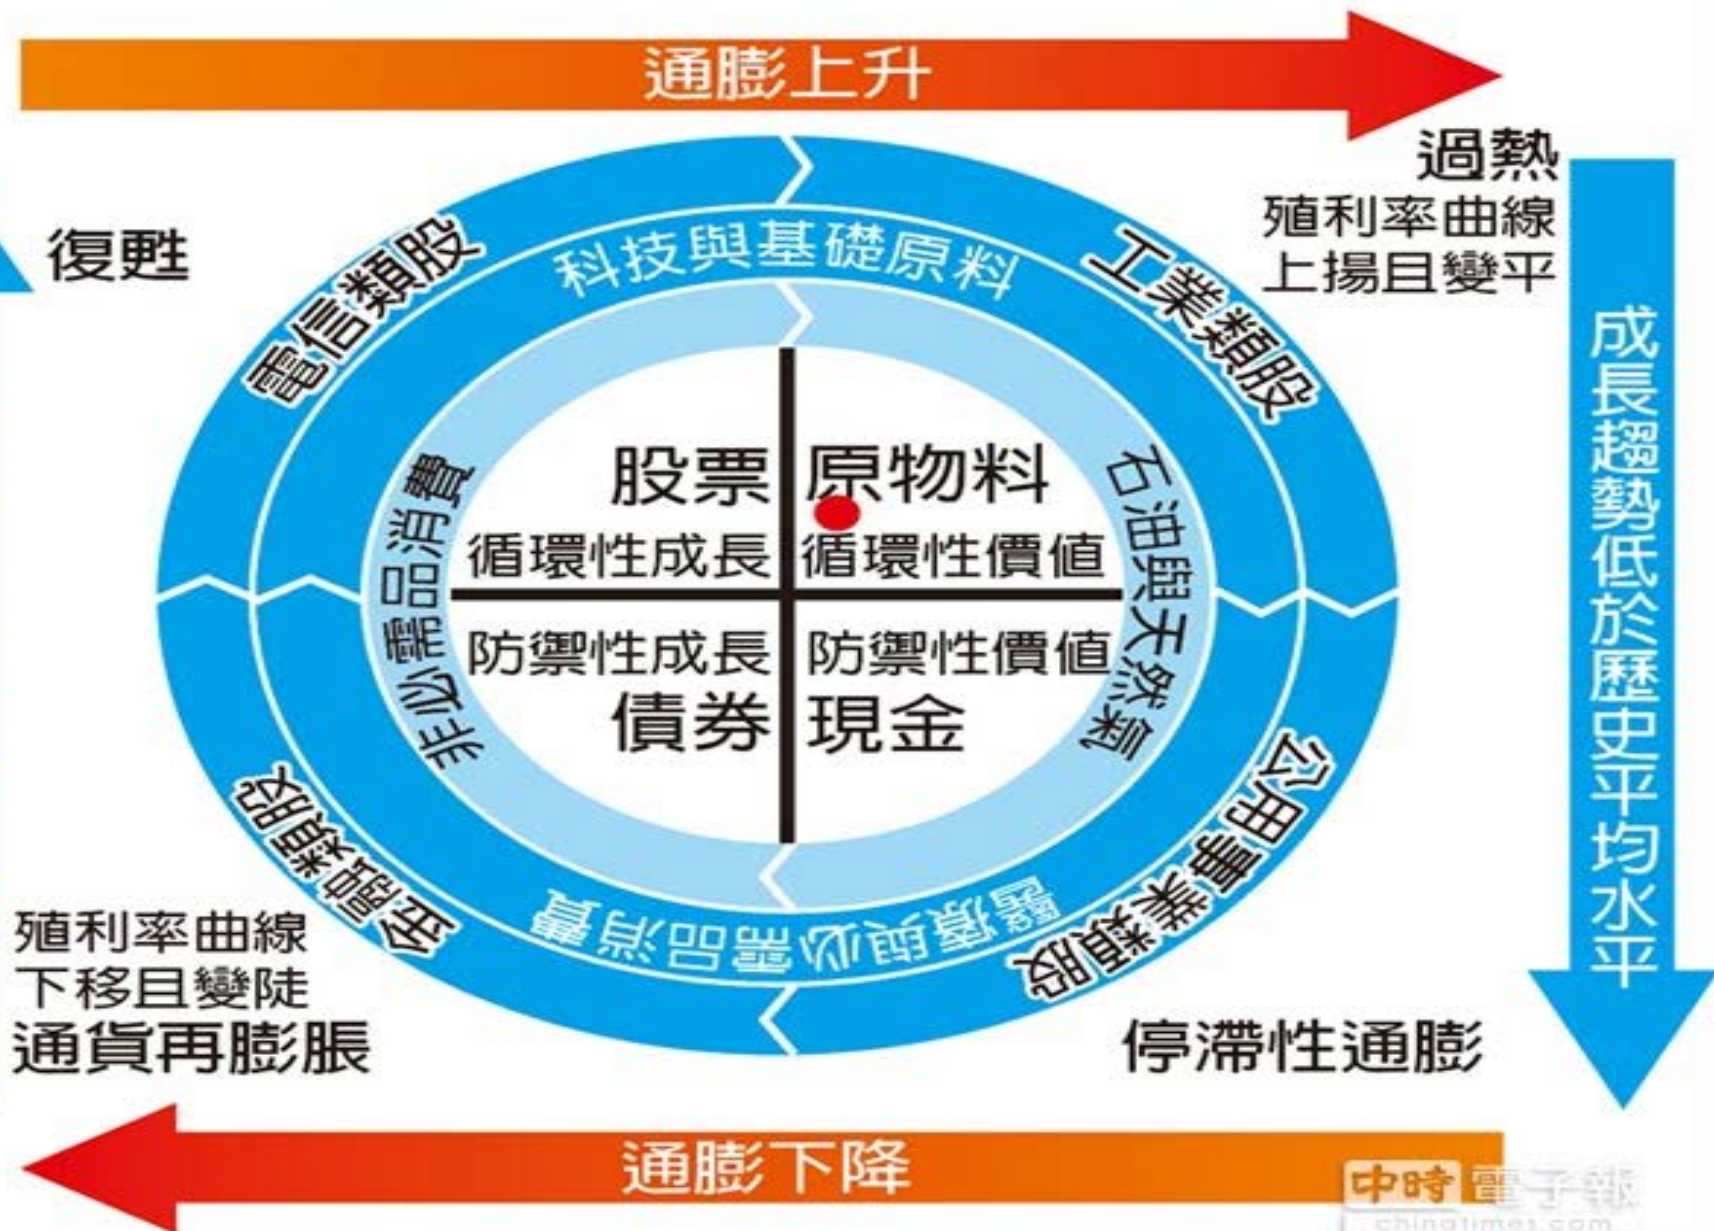 通膨上升
過熱
殖利率曲線
上揚且變平
復甦
電信類股
科技與基礎原料
工業類股
成長趨勢低於歷史平均水平
非必需品消費
股票
原物料
石油與天然氣
循環性成長
循環性價值
防禦性成長
防禦性價值
債券
現金
金融類股
醫療與必需品消費
公用事業類股
殖利率曲線
下移且變陡
通貨再膨脹
停滯性通膨
通膨下降
中時電子報
chinatimes.com